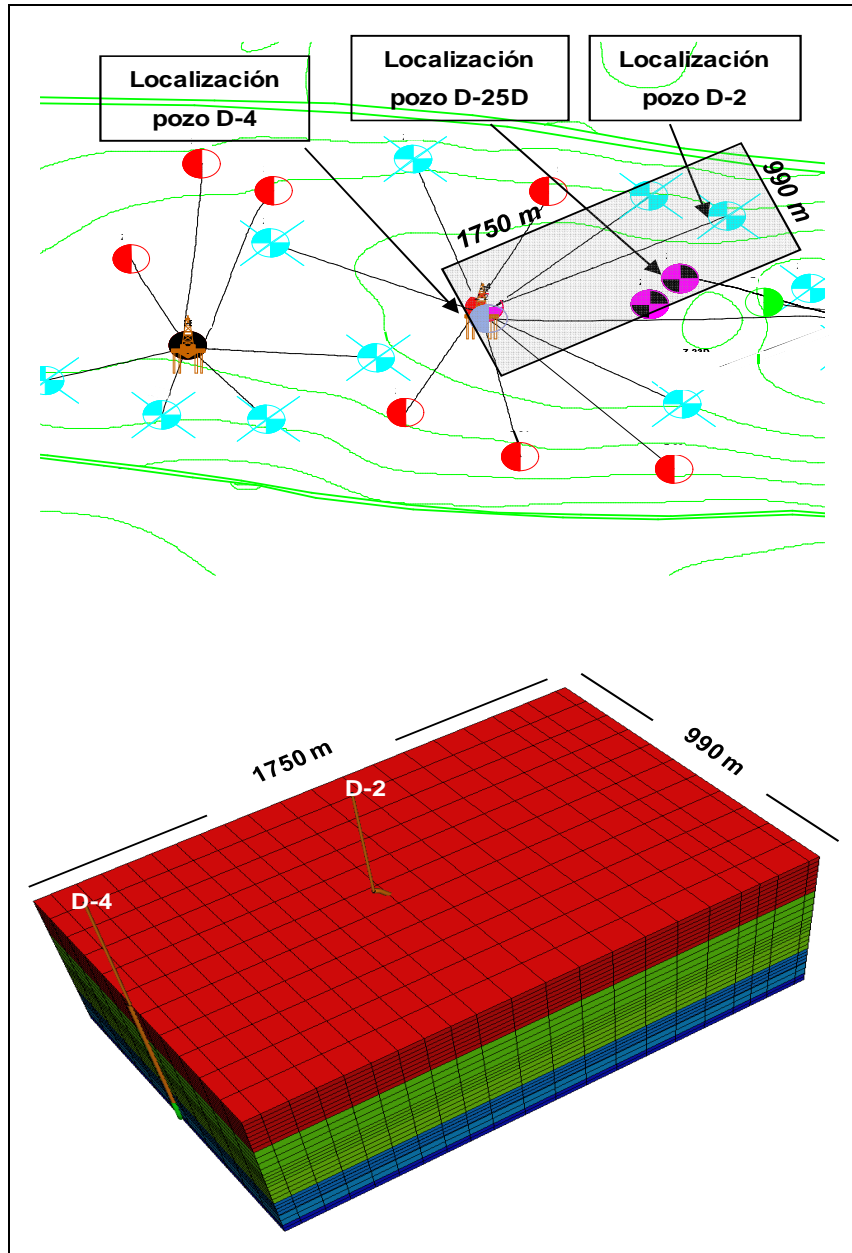 Localización
pozo D-4
Localización
pozo D-25D
Localización
pozo D-2
1750 m
990 m
1750 m
990 m
D-2
D-4